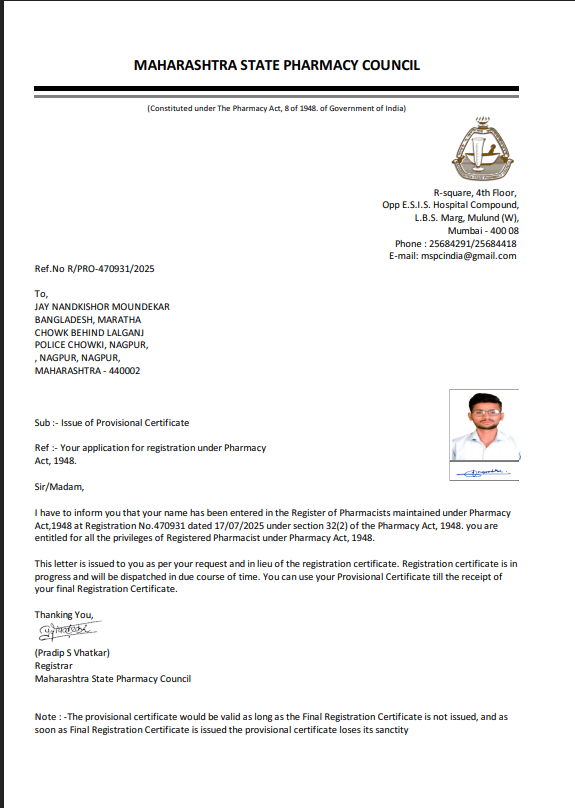 MAHARASHTRA STATE PHARMACY COUNCIL
(Constituted under The Pharmacy Act, 8 of 1948. of Government of India)
R-square, 4th Floor,
Opp E.S.I.S. Hospital Compound,
L.B.S. Marg, Mulund (W),
Mumbai - 400 08
Phone : 25684291/25684418
E-mail: mspcindia@gmail.com
Ref.No R/PRO-470931/2025
To,
JAY NANDKISHOR MOUNDEKAR
BANGLADESH, MARATHA
CHOWK BEHIND LALGANJ
POLICE CHOWKI, NAGPUR,
, NAGPUR, NAGPUR,
MAHARASHTRA - 440002
Sub :- Issue of Provisional Certificate
Ref :- Your application for registration under Pharmacy
Act, 1948.
Sir/Madam,
I have to inform you that your name has been entered in the Register of Pharmacists maintained under Pharmacy
Act,1948 at Registration No.470931 dated 17/07/2025 under section 32(2) of the Pharmacy Act, 1948. you are
entitled for all the privileges of Registered Pharmacist under Pharmacy Act, 1948.
This letter is issued to you as per your request and in lieu of the registration certificate. Registration certificate is in
progress and will be dispatched in due course of time. You can use your Provisional Certificate till the receipt of
your final Registration Certificate.
Thanking You,
(Pradip S Vhatkar)
Registrar
Maharashtra State Pharmacy Council
Note : -The provisional certificate would be valid as long as the Final Registration Certificate is not issued, and as
soon as Final Registration Certificate is issued the provisional certificate loses its sanctity